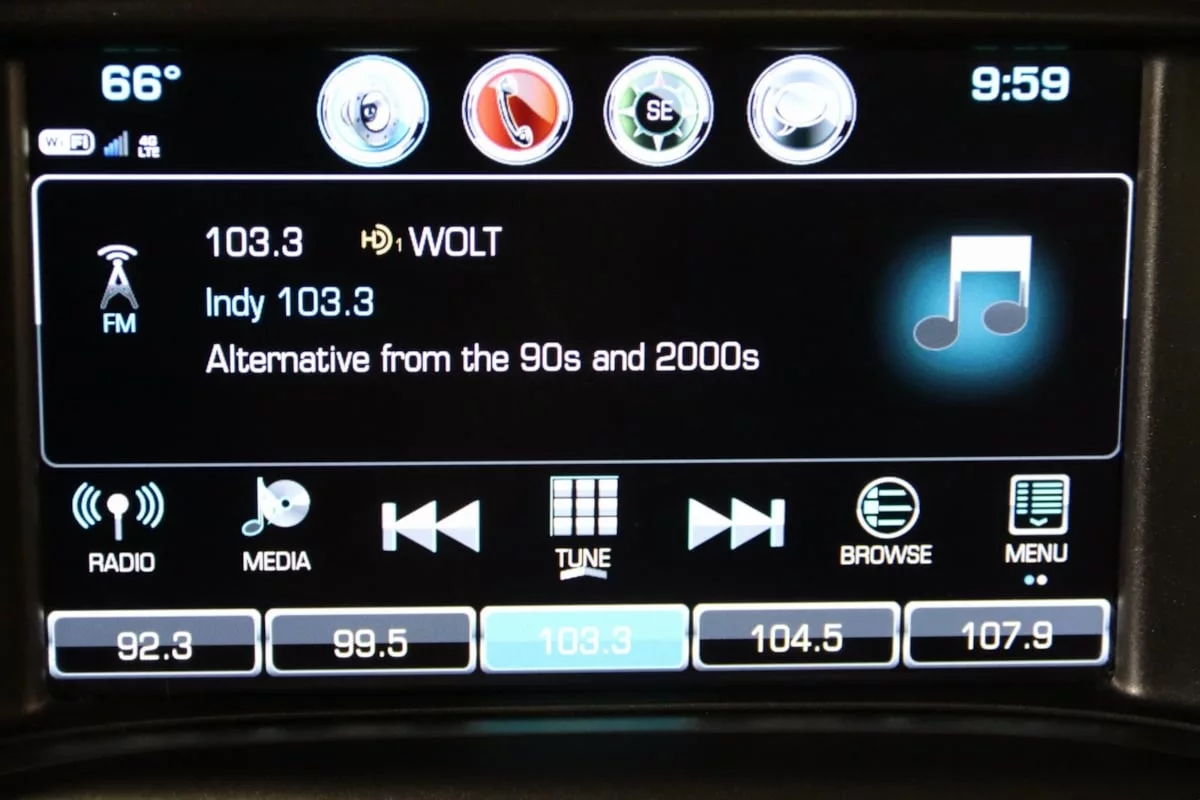 66°
9:59
SE
WiFi
4G
LTE
103.3 HD1 WOLT
FM
Indy 103.3
Alternative from the 90s and 2000s
RADIO
MEDIA
TUNE
BROWSE
MENU
92.3
99.5
103.3
104.5
107.9